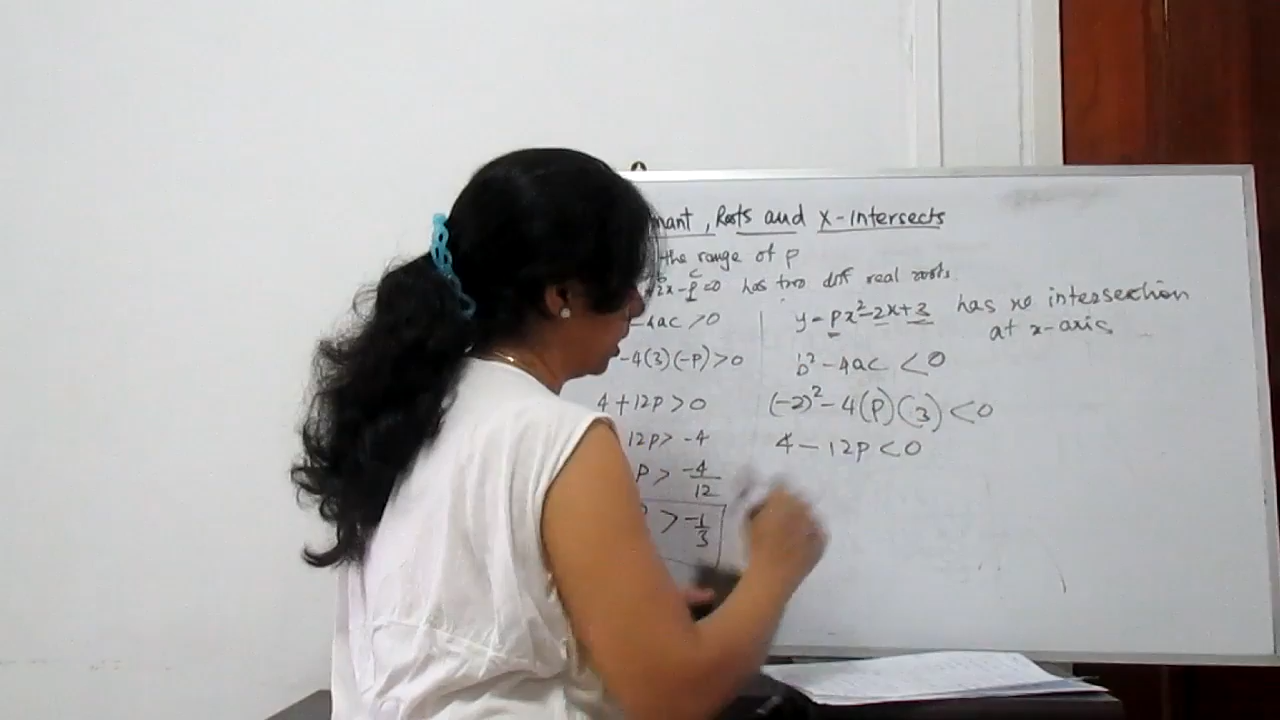 nant, Roots and X-Intersects
the range of p
b c
2x-p=0 has two diff real roots
-4ac >0
-4(3)(-P)>0
4+12p>0
12p> -4
P > -4/12
> -1/3
y=px²-2x+3 has no intersection
at x-axis
b²-4ac <0
(-2)²-4(P)(3)<0
4-12p<0